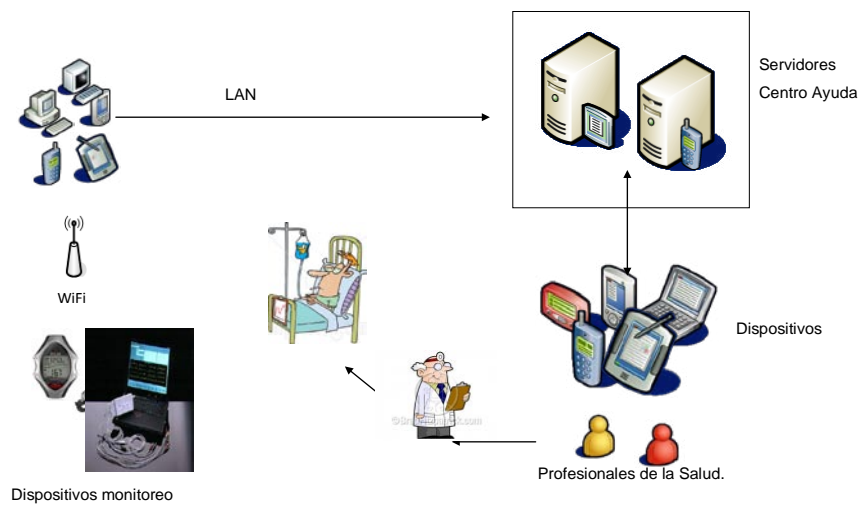 LAN
Servidores
Centro Ayuda
WiFi
Dispositivos
Profesionales de la Salud.
Dispositivos monitoreo